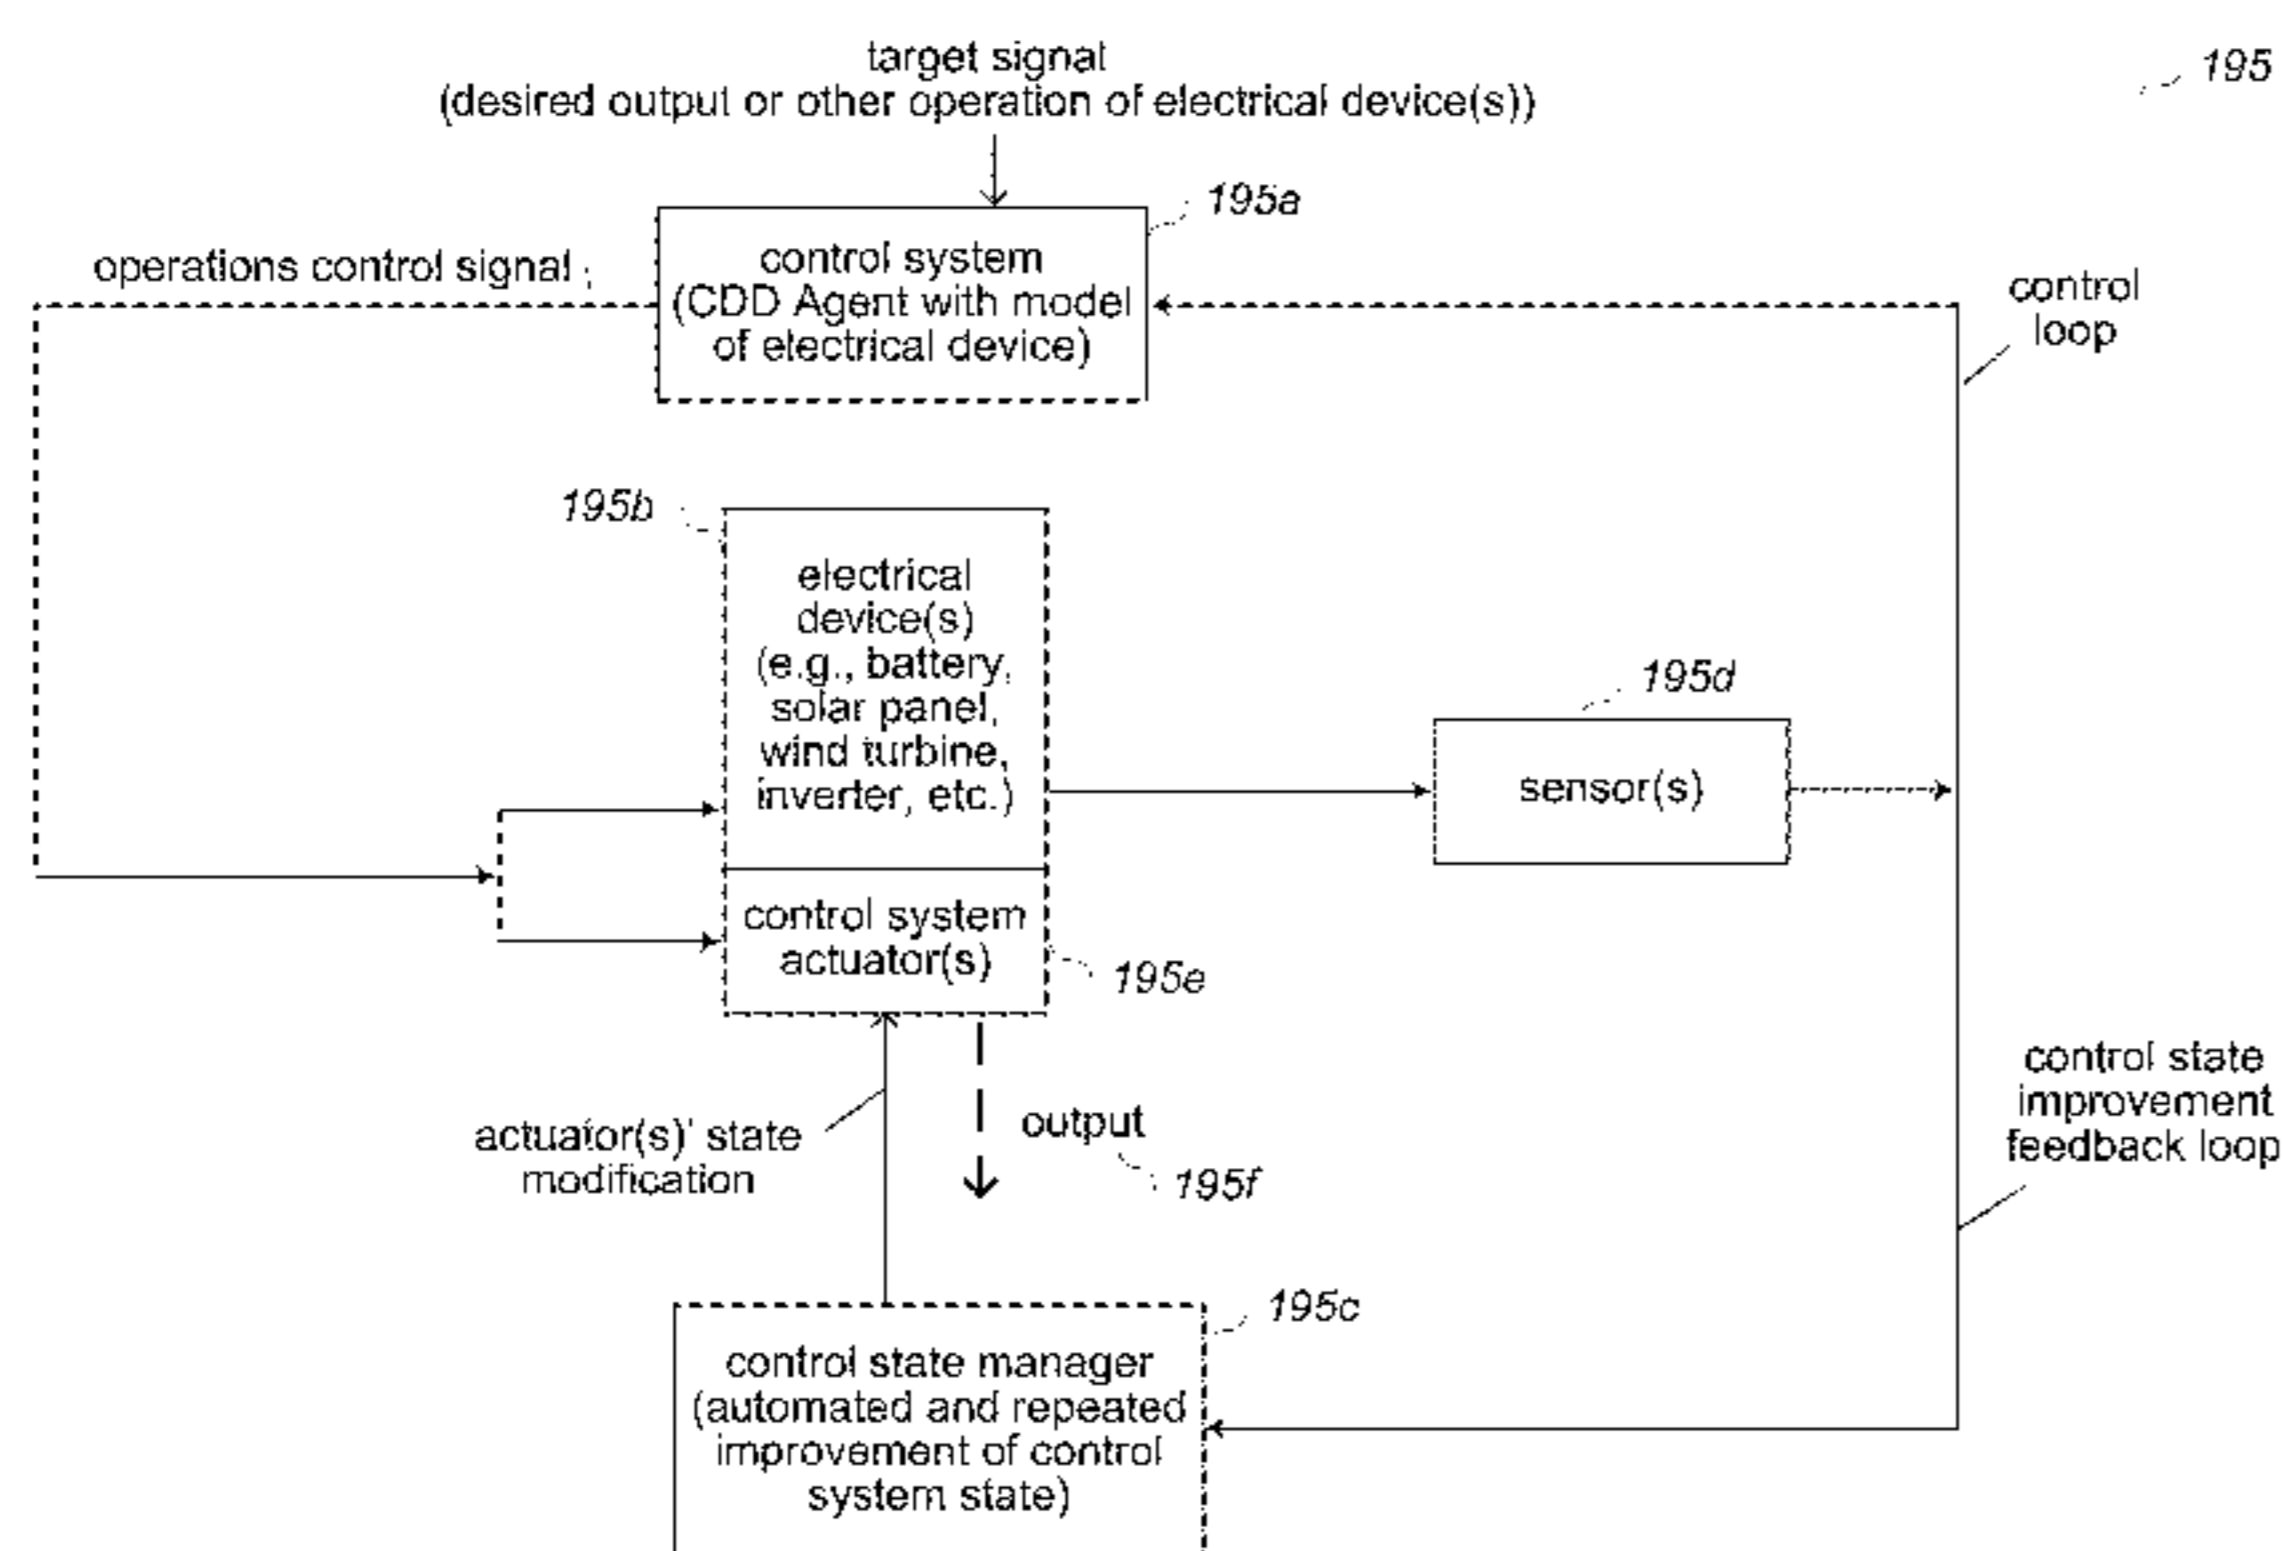 target signal
(desired output or other operation of electrical device(s))
195
195a
operations control signal
control system
(CDD Agent with model
of electrical device)
control
loop
195b
electrical
device(s)
(e.g., battery,
solar panel,
wind turbine,
inverter, etc.)
195d
sensor(s)
control system
actuator(s)
195e
actuator(s)' state
modification
output
195f
control state
improvement
feedback loop
195c
control state manager
(automated and repeated
improvement of control
system state)